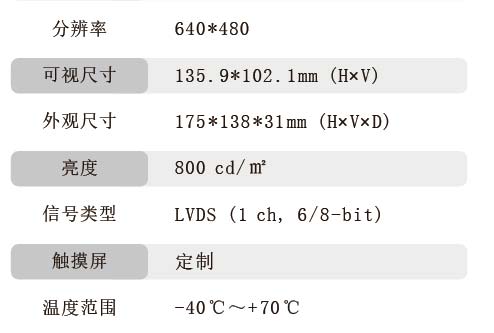 分辨率 640*480
可视尺寸 135.9*102.1mm (H×V)
外观尺寸 175*138*31mm (H×V×D)
亮度 800 cd/㎡
信号类型 LVDS (1 ch, 6/8-bit)
触摸屏 定制
温度范围 -40℃～+70℃